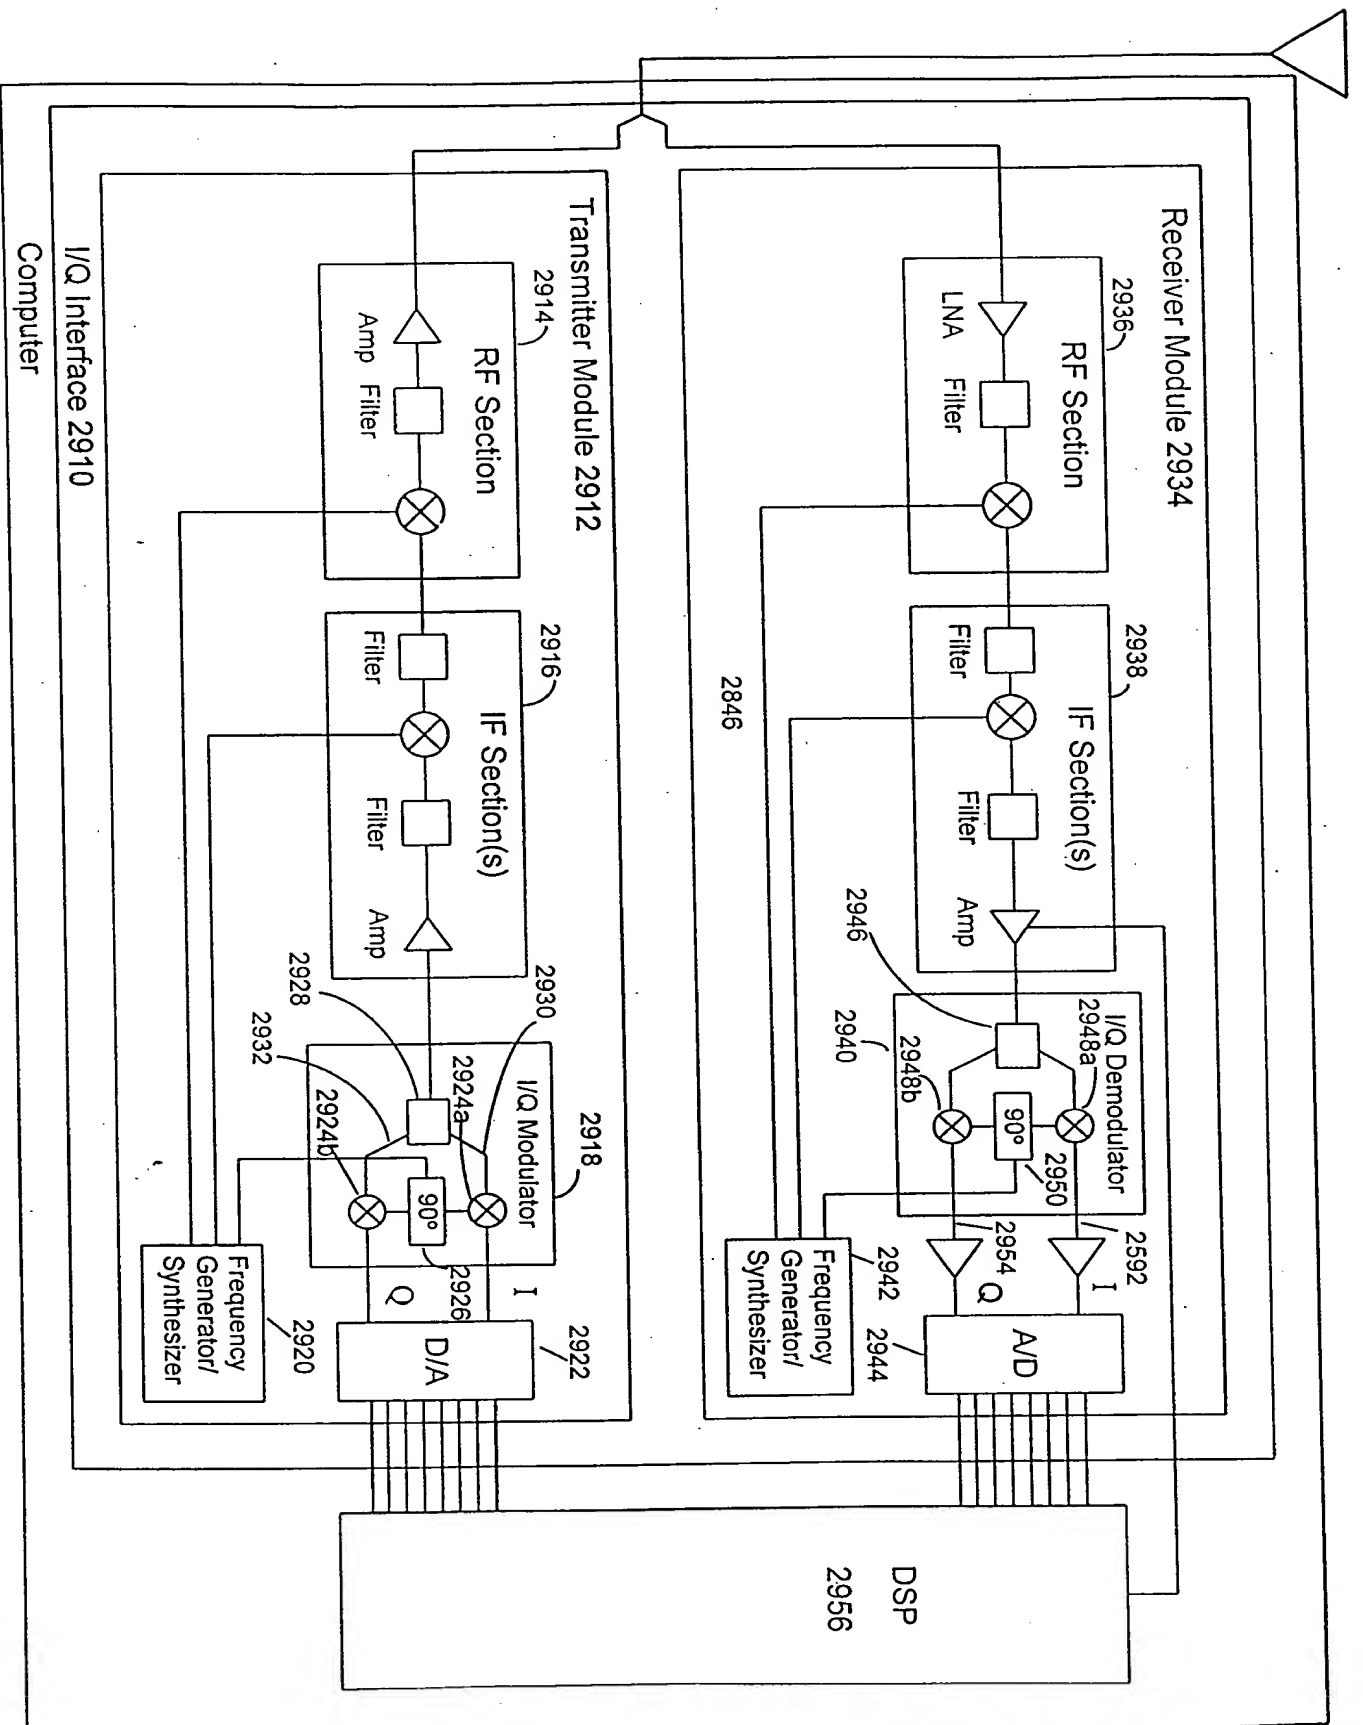 Receiver Module 2934
2936
RF Section
LNA
Filter
2938
IF Section(s)
Filter
Filter
Amp
2946
I/Q Demodulator
2948a
2948b
2940
90°
2950
2592
2954
I
Q
A/D
2944
2942
Frequency
Generator/
Synthesizer
2846
Transmitter Module 2912
2914
RF Section
Amp
Filter
2916
IF Section(s)
Filter
Filter
Amp
2928
2930
2932
2918
I/Q Modulator
2924a
2924b
90°
2926
I
Q
D/A
2922
2920
Frequency
Generator/
Synthesizer
DSP
2956
I/Q Interface 2910
Computer